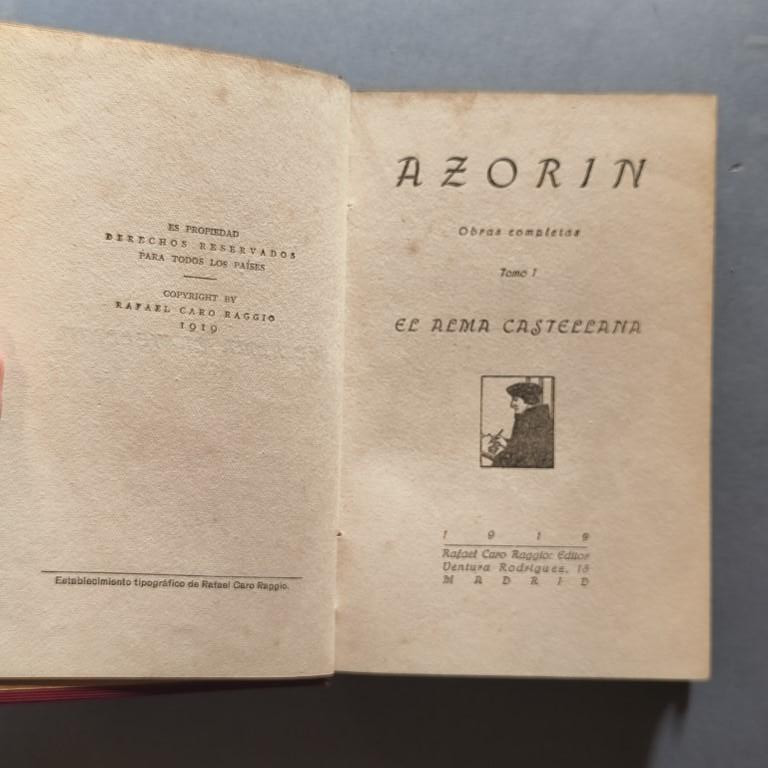 ES PROPIEDAD
DERECHOS RESERVADOS
PARA TODOS LOS PAÍSES
COPYRIGHT BY
RAFAEL CARO RAGGIO
1919
Establecimiento tipográfico de Rafael Caro Raggio.
AZORIN
Obras completas
Tomo I
EL ALMA CASTELLANA
1919
Rafael Caro Raggio: Editor
Ventura Rodríguez, 18
MADRID